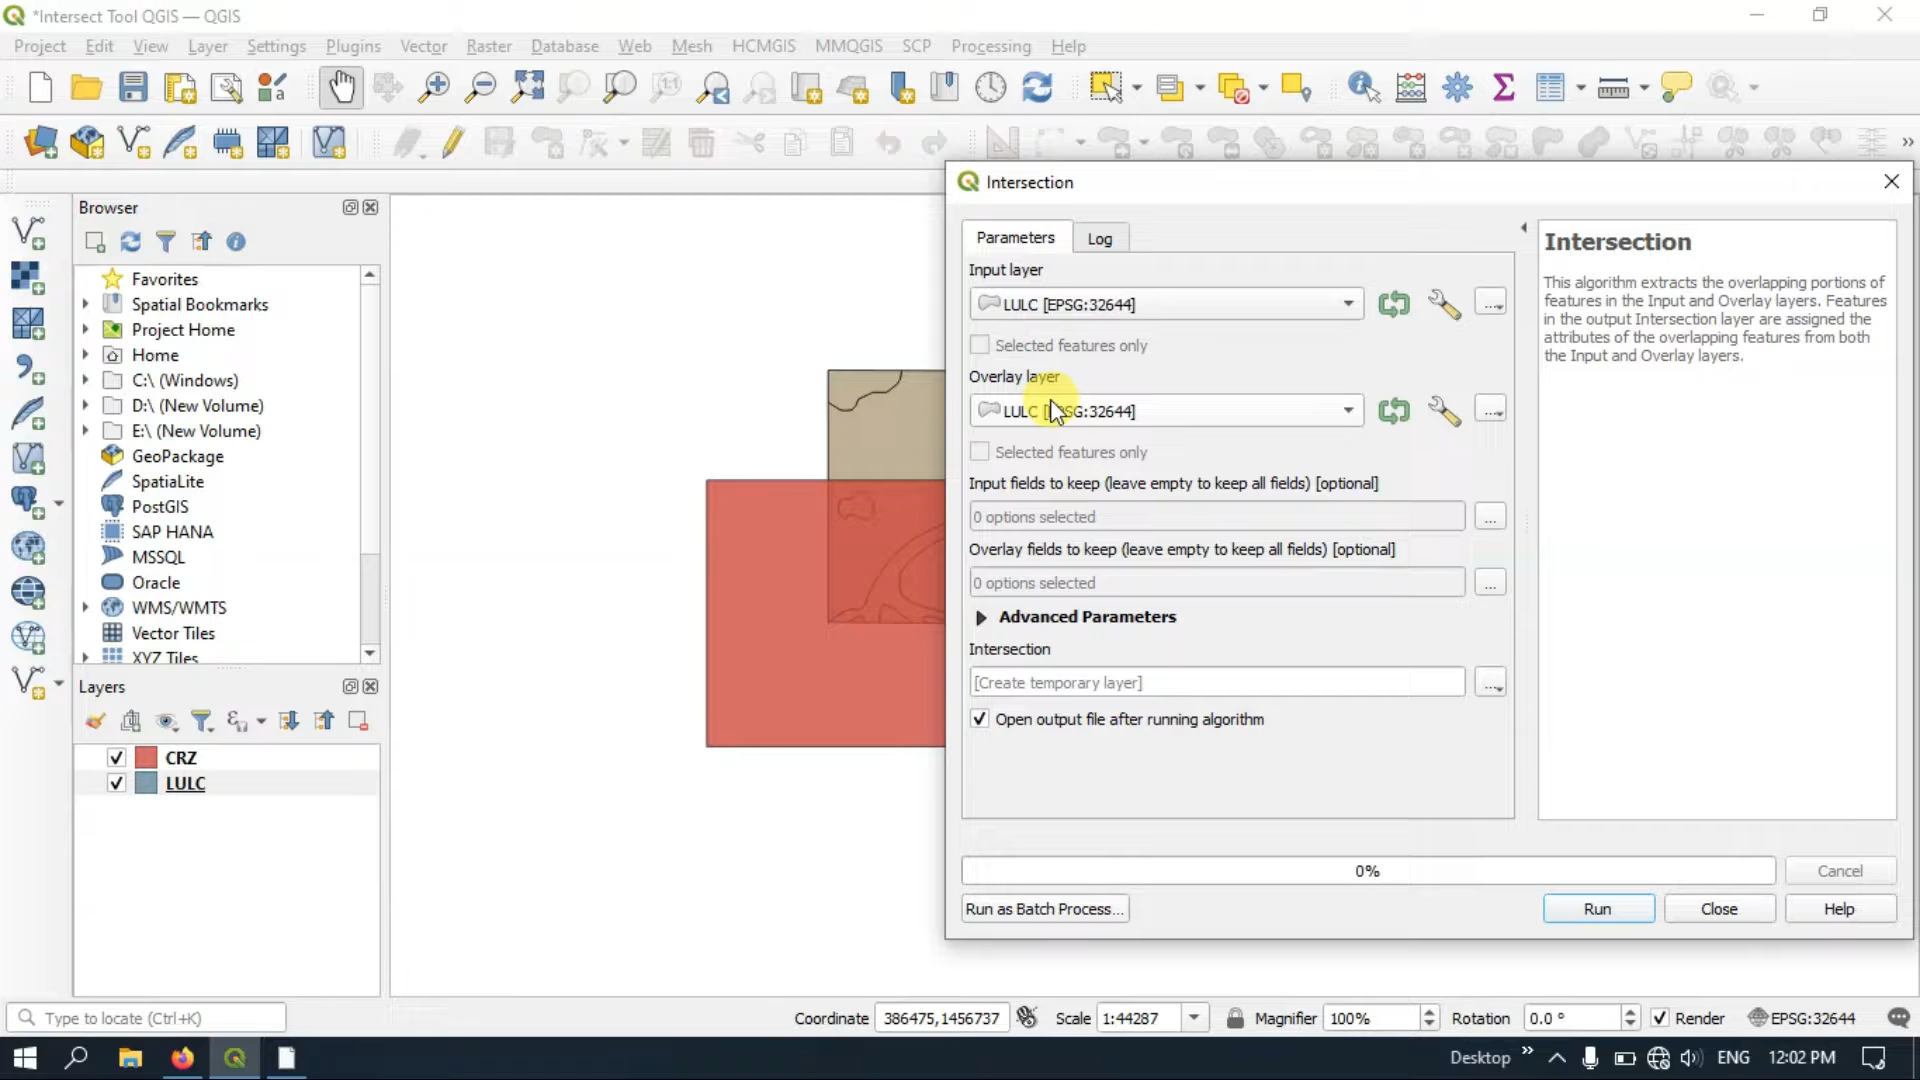 *Intersect Tool QGIS — QGIS
Project Edit View Layer Settings Plugins Vector Raster Database Web Mesh HCMGIS MMQGIS SCP Processing Help
Browser
Favorites
Spatial Bookmarks
Project Home
Home
C:\ (Windows)
D:\ (New Volume)
E:\ (New Volume)
GeoPackage
SpatiaLite
PostGIS
SAP HANA
MSSQL
Oracle
WMS/WMTS
Vector Tiles
XYZ Tiles
Layers
CRZ
LULC
Intersection
Parameters Log
Input layer
LULC [EPSG:32644]
Selected features only
Overlay layer
LULC [EPSG:32644]
Selected features only
Input fields to keep (leave empty to keep all fields) [optional]
0 options selected
...
Overlay fields to keep (leave empty to keep all fields) [optional]
0 options selected
...
Advanced Parameters
Intersection
[Create temporary layer]
Open output file after running algorithm
Intersection
This algorithm extracts the overlapping portions of
features in the Input and Overlay layers. Features
in the output Intersection layer are assigned the
attributes of the overlapping features from both
the Input and Overlay layers.
0%
Cancel
Run as Batch Process...
Run Close Help
Type to locate (Ctrl+K)
Coordinate 386475,1456737 Scale 1:44287 Magnifier 100% Rotation 0.0 ° Render EPSG:32644
Desktop ENG 12:02 PM